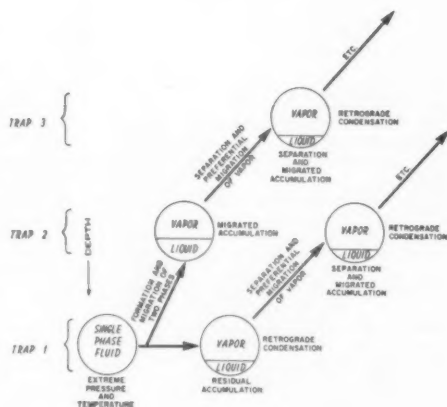 ETC.
TRAP 3
VAPOR
LIQUID
RETROGRADE
CONDENSATION
SEPARATION
AND
MIGRATED ACCUMULATION
SEPARATION AND
PREFERENTIAL
MIGRATION
OF VAPOR
ETC.
TRAP 2
VAPOR
LIQUID
MIGRATED
ACCUMULATION
VAPOR
LIQUID
RETROGRADE
CONDENSATION
SEPARATION
AND
MIGRATED ACCUMULATION
DEPTH
FORMATION AND
MIGRATION OF
TWO PHASES
SEPARATION AND
PREFERENTIAL
MIGRATION
OF VAPOR
TRAP 1
SINGLE
PHASE
FLUID
EXTREME
PRESSURE
AND
TEMPERATURE
VAPOR
LIQUID
RETROGRADE
CONDENSATION
RESIDUAL
ACCUMULATION